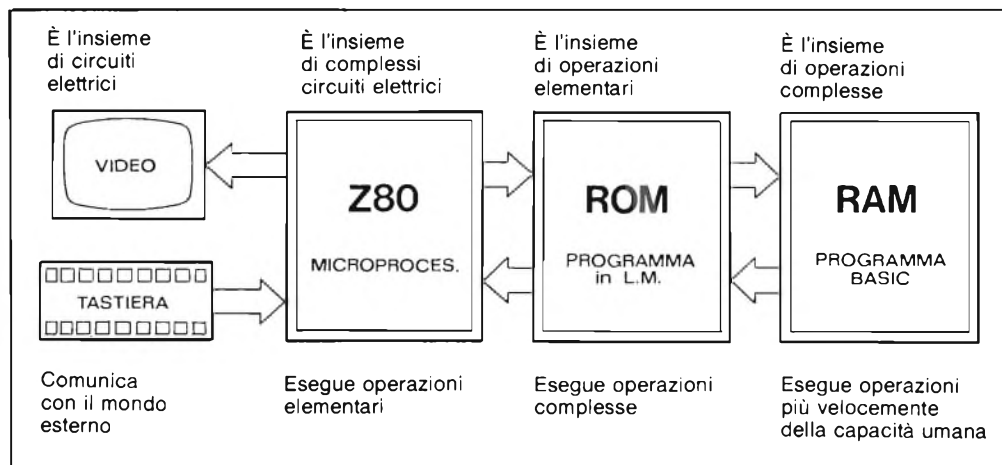 È l'insieme
di circuiti
elettrici
È l'insieme
di complessi
circuiti elettrici
È l'insieme
di operazioni
elementari
È l'insieme
di operazioni
complesse
VIDEO
TASTIERA
Z80
MICROPROCES.
ROM
PROGRAMMA
in L.M.
RAM
PROGRAMMA
BASIC
Comunica
con il mondo
esterno
Esegue operazioni
elementari
Esegue operazioni
complesse
Esegue operazioni
più velocemente
della capacità umana